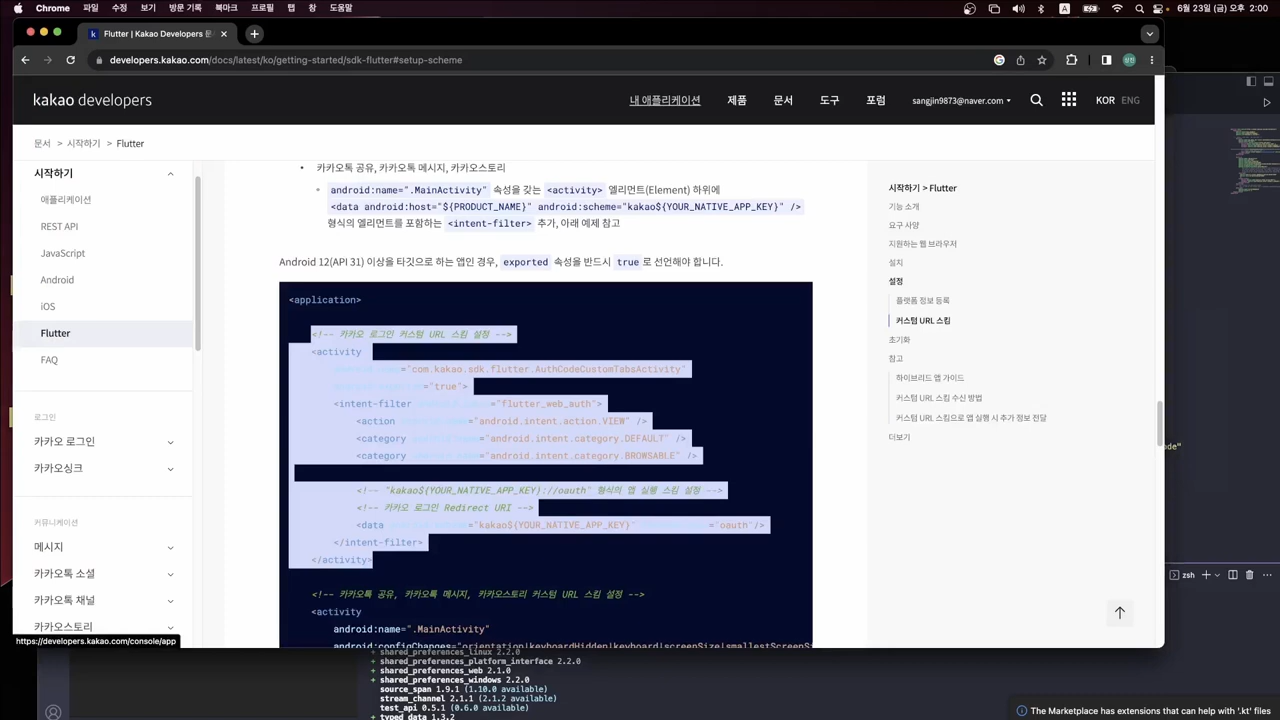 Chrome 파일 수정 보기 방문 기록 북마크 프로필 탭 창 도움말
A
6월 23일 금 오후 2:00
Flutter | Kakao Developers 문
developers.kakao.com/docs/latest/ko/getting-started/sdk-flutter#setup-scheme
kakao developers
내 애플리케이션 제품 문서 도구 포럼 sangjin9873@naver.com KOR ENG
문서 > 시작하기 > Flutter
시작하기
애플리케이션
REST API
JavaScript
Android
iOS
Flutter
FAQ
로그인
카카오 로그인
카카오싱크
커뮤니케이션
메시지
카카오톡 소셜
카카오톡 채널
카카오스토리
https://developers.kakao.com/console/app
• 카카오톡 공유, 카카오톡 메시지, 카카오스토리
android:name=".MainActivity" 속성을 갖는 <activity> 엘리먼트(Element) 하위에
<data android:host="${PRODUCT_NAME}" android:scheme="kakao${YOUR_NATIVE_APP_KEY}" />
형식의 엘리먼트를 포함하는 <intent-filter> 추가, 아래 예제 참고
Android 12(API 31) 이상을 타깃으로 하는 앱인 경우, exported 속성을 반드시 true 로 선언해야 합니다.
<application>
<!-- 카카오 로그인 커스텀 URL 스킴 설정 -->
<activity
="com.kakao.sdk.flutter.AuthCodeCustomTabsActivity"
="true">
<intent-filter ="flutter_web_auth">
<action ="android.intent.action.VIEW" />
<category ="android.intent.category.DEFAULT" />
<category ="android.intent.category.BROWSABLE" />
<!-- "kakao${YOUR_NATIVE_APP_KEY}://oauth" 형식의 앱 실행 스킴 설정 -->
<!-- 카카오 로그인 Redirect URI -->
<data ="kakao${YOUR_NATIVE_APP_KEY}" ="oauth"/>
</intent-filter>
</activity>
<!-- 카카오톡 공유, 카카오톡 메시지, 카카오스토리 커스텀 URL 스킴 설정 -->
<activity
android:name=".MainActivity"
android:configChanges="orientation|keyboardHidden|keyboard|screenSize|smallestScreenSi
시작하기 > Flutter
기능 소개
요구 사양
지원하는 웹 브라우저
설치
설정
플랫폼 정보 등록
커스텀 URL 스킴
초기화
참고
하이브리드 앱 가이드
커스텀 URL 스킴 수신 방법
커스텀 URL 스킴으로 앱 실행 시 추가 정보 전달
더보기
zsh
+ shared_preferences_linux 2.2.0
+ shared_preferences_platform_interface 2.2.0
+ shared_preferences_web 2.1.0
+ shared_preferences_windows 2.2.0
source_span 1.9.1 (1.10.0 available)
stream_channel 2.1.1 (2.1.2 available)
test_api 0.5.1 (0.6.0 available)
+ typed_data 1.3.2
The Marketplace has extensions that can help with '.kt' files